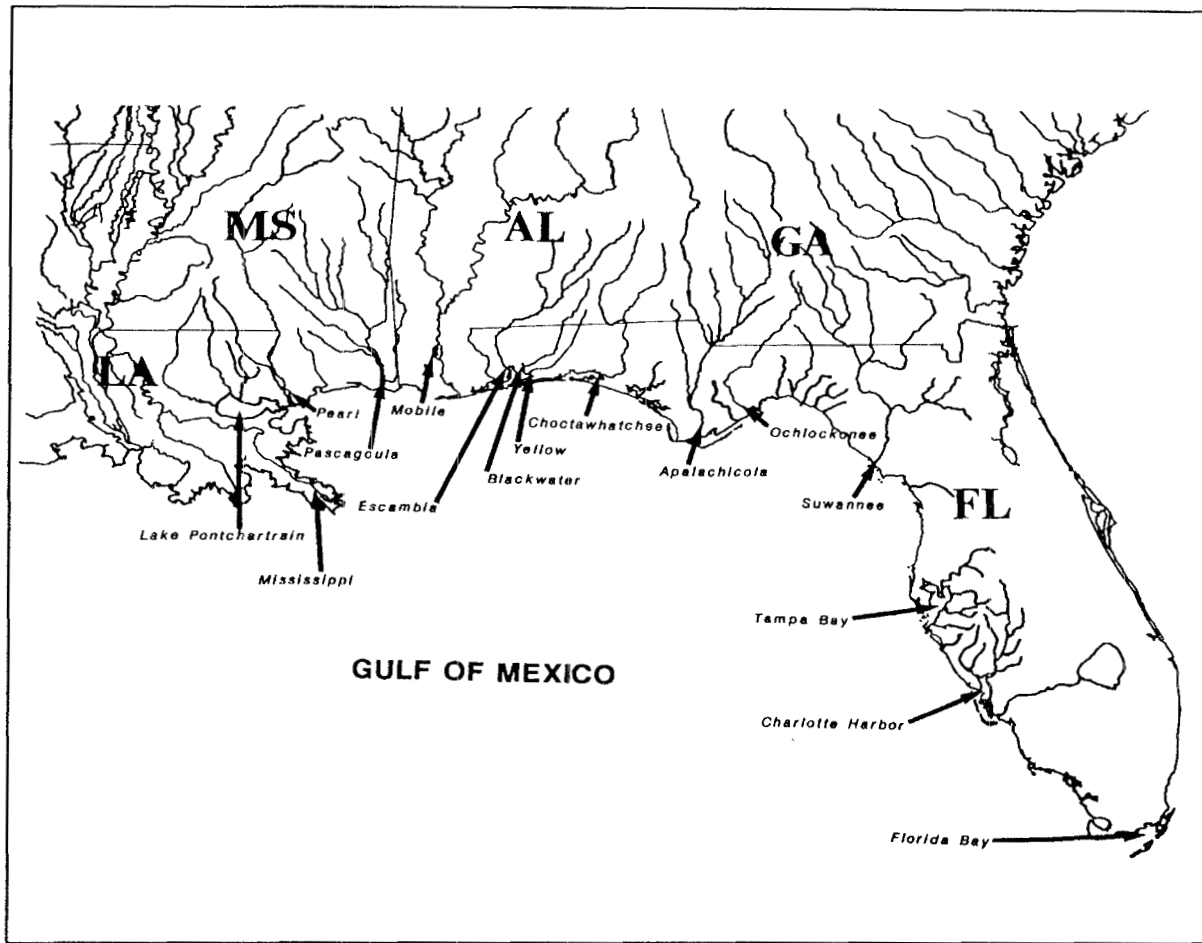 MS
AL
GA
LA
Pearl
Mobile
Choctawhatchee
Ochlockonee
Pascagoula
Yellow
Apalachicola
Blackwater
Escambia
Suwannee
FL
Lake Pontchartrain
Mississippi
Tampa Bay
GULF OF MEXICO
Charlotte Harbor
Florida Bay